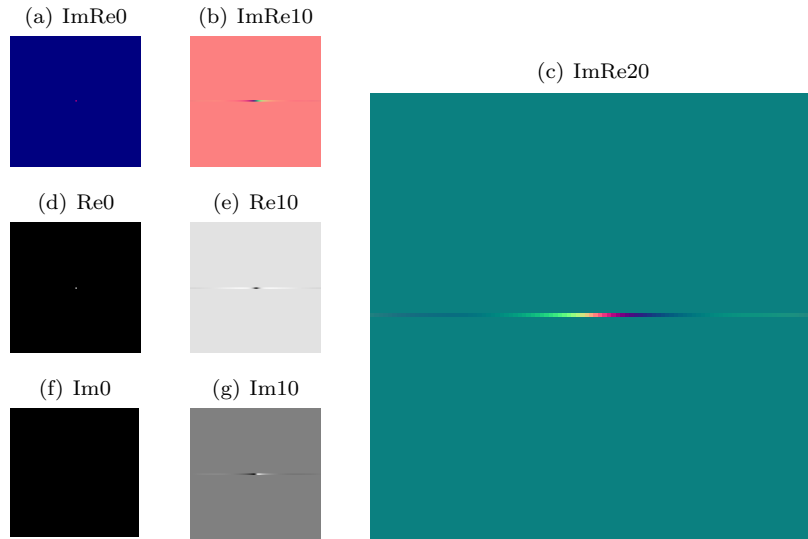 (a) ImRe0
(b) ImRe10
(c) ImRe20
(d) Re0
(e) Re10
(f) Im0
(g) Im10